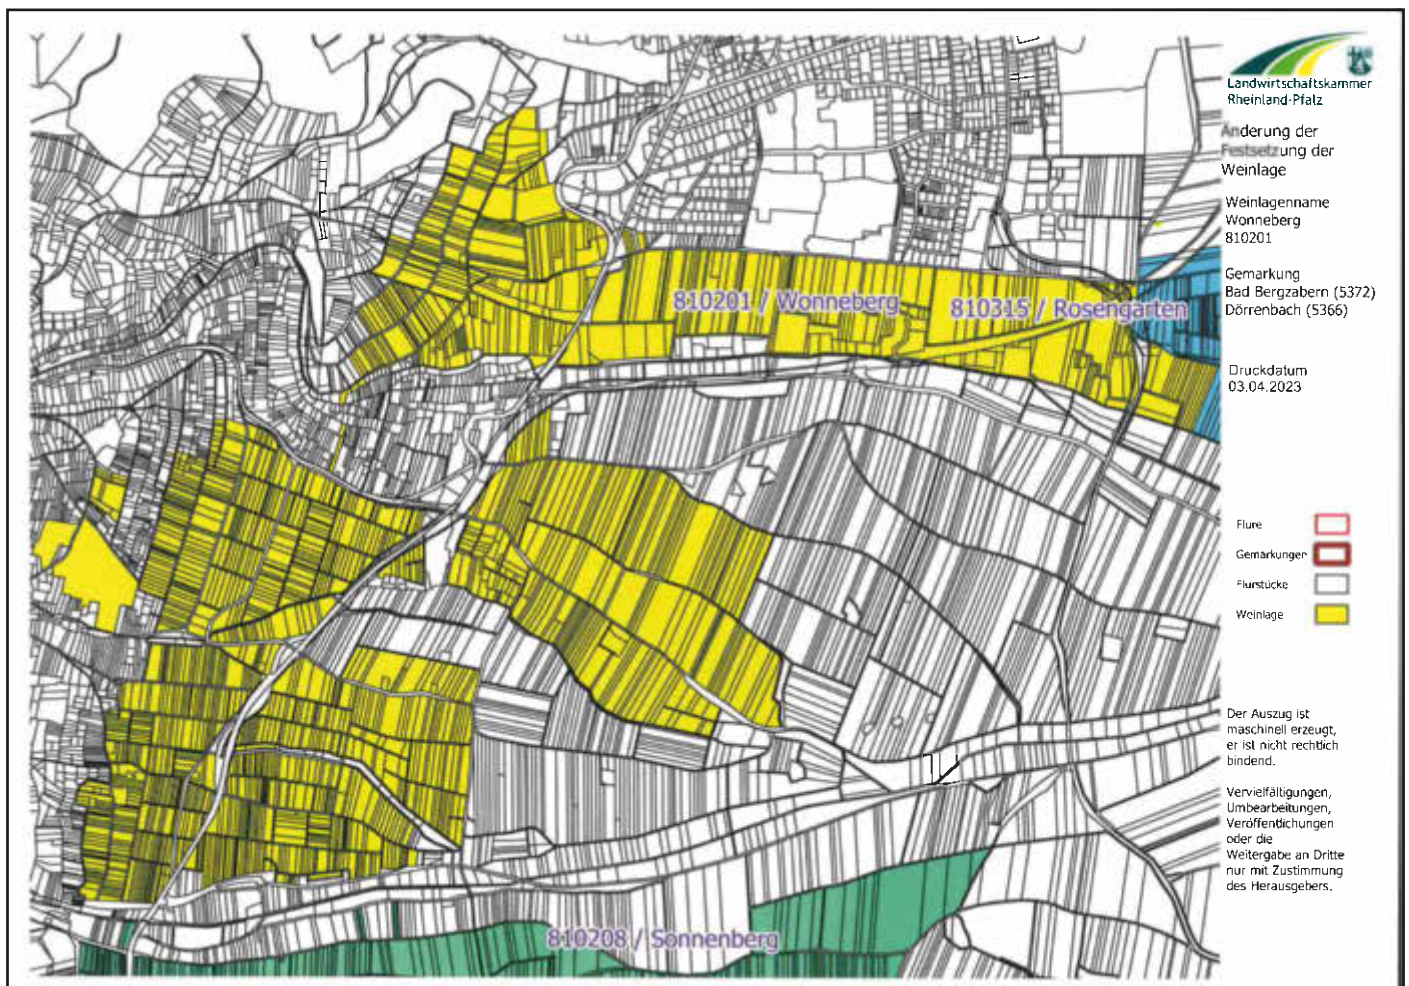 Landwirtschaftskammer
Rheinland-Pfalz
Änderung der
Festsetzung der
Weinlage
Weinlagenname
Wonneberg
810201
Gemarkung
Bad Bergzabern (5372)
Dörrenbach (5366)
Druckdatum
03.04.2023
810201 / Wonneberg
810315 / Rosengarten
810208 / Sonnenberg
Flure
Gemarkungen
Flurstücke
Weinlage
Der Auszug ist
maschinell erzeugt,
er ist nicht rechtlich
bindend.
Vervielfältigungen,
Umbearbeitungen,
Veröffentlichungen
oder die
Weitergabe an Dritte
nur mit Zustimmung
des Herausgebers.